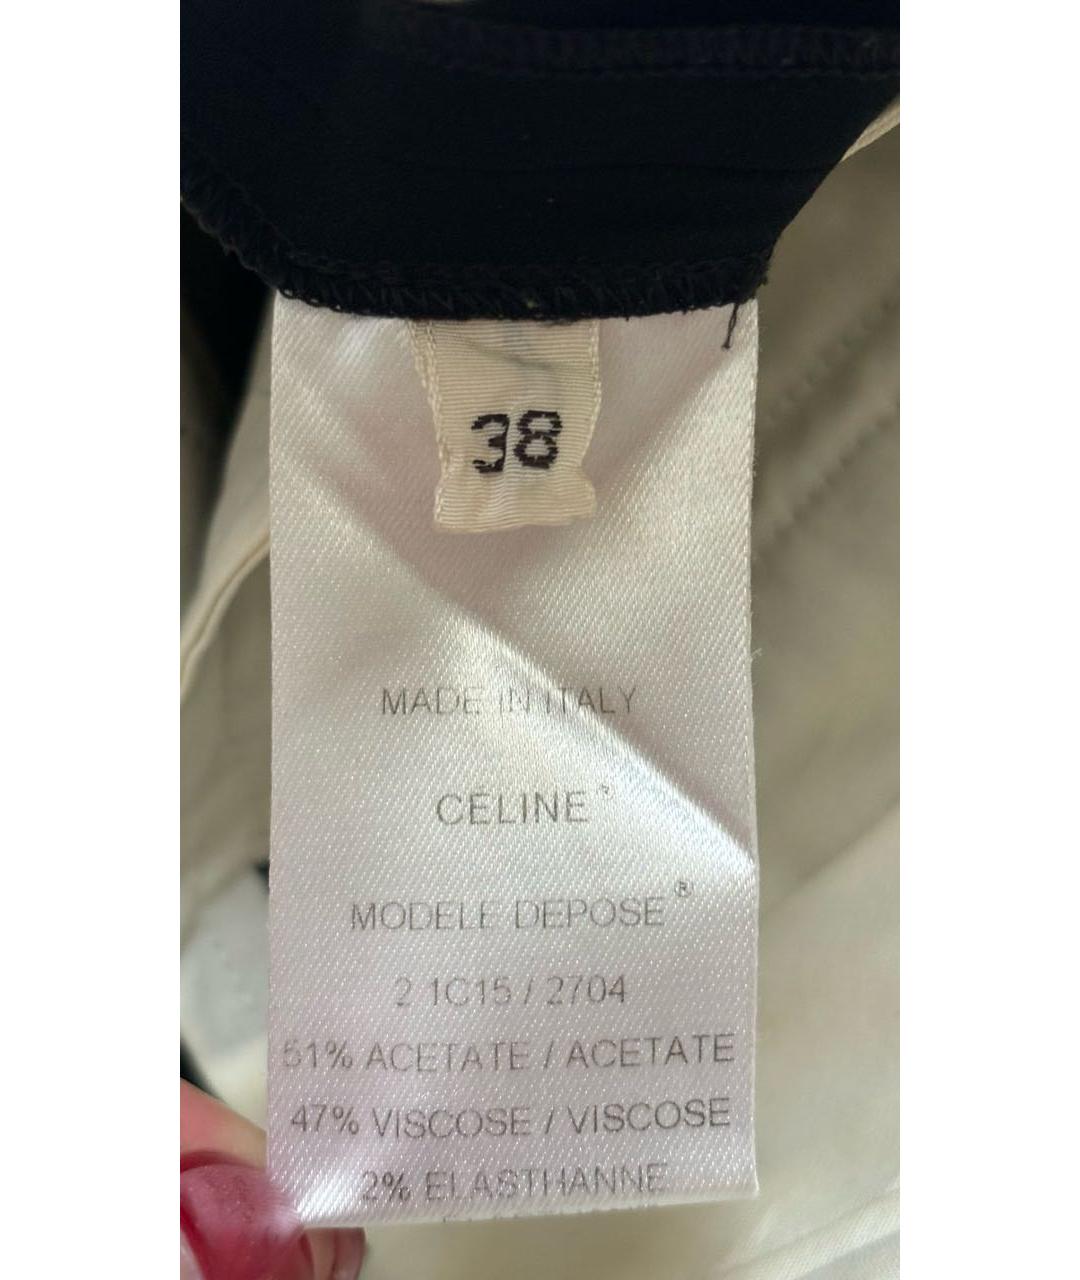 38
MADE IN ITALY
CELINE®
MODELE DEPOSE®
2 1C15 / 2704
51% ACETATE / ACETATE
47% VISCOSE / VISCOSE
2% ELASTHANNE